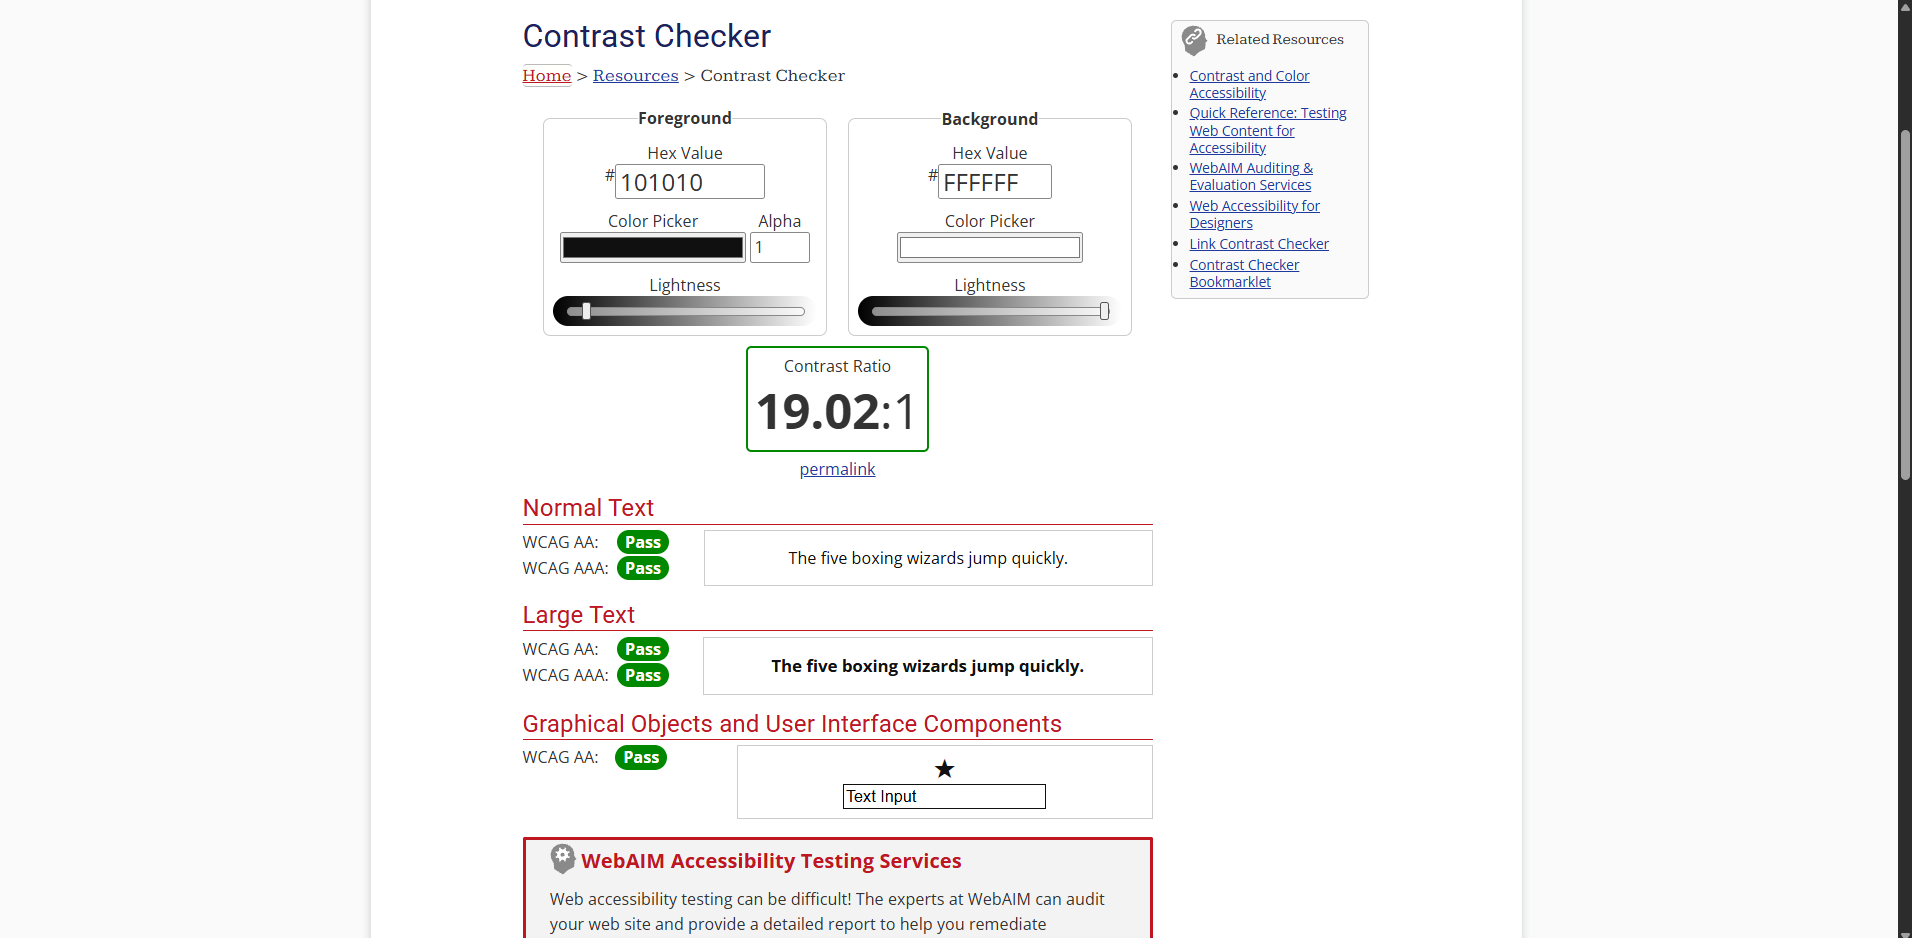 Contrast Checker
Home > Resources > Contrast Checker
Foreground
Hex Value
#101010
Color Picker
Alpha
1
Lightness
Background
Hex Value
#FFFFFF
Color Picker
Lightness
Contrast Ratio
19.02:1
permalink
Normal Text
WCAG AA: Pass
WCAG AAA: Pass
The five boxing wizards jump quickly.
Large Text
WCAG AA: Pass
WCAG AAA: Pass
The five boxing wizards jump quickly.
Graphical Objects and User Interface Components
WCAG AA: Pass
Text Input
WebAIM Accessibility Testing Services
Web accessibility testing can be difficult! The experts at WebAIM can audit
your web site and provide a detailed report to help you remediate
Related Resources
Contrast and Color
Accessibility
Quick Reference: Testing
Web Content for
Accessibility
WebAIM Auditing &
Evaluation Services
Web Accessibility for
Designers
Link Contrast Checker
Contrast Checker
Bookmarklet